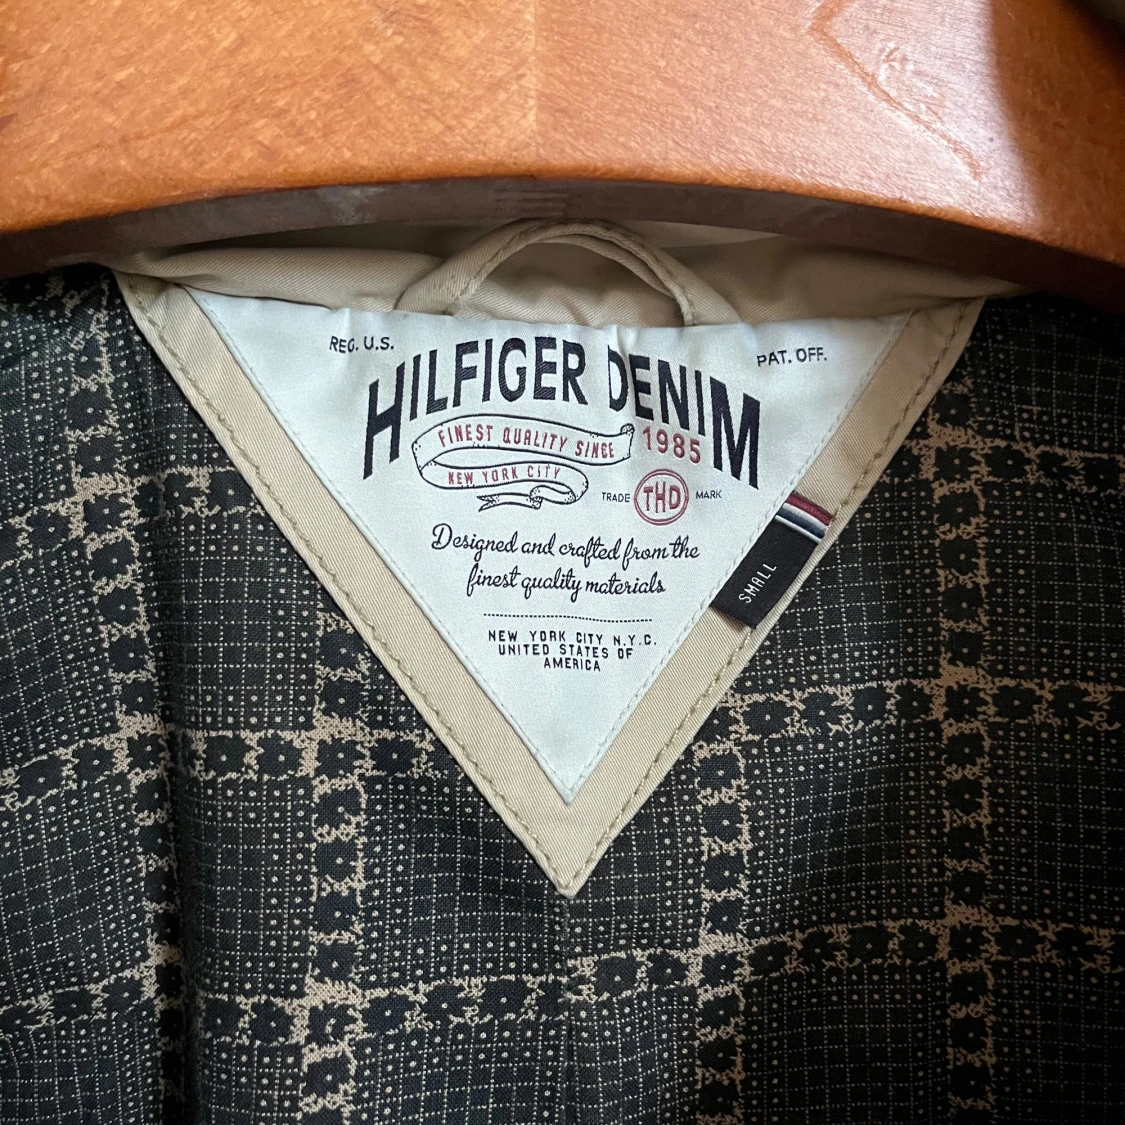 REG. U.S.
PAT. OFF.
HILFIGER DENIM
FINEST QUALITY SINCE 1985
NEW YORK CITY
TRADE THD MARK
Designed and crafted from the
finest quality materials
NEW YORK CITY N.Y.C.
UNITED STATES OF
AMERICA
SMALL